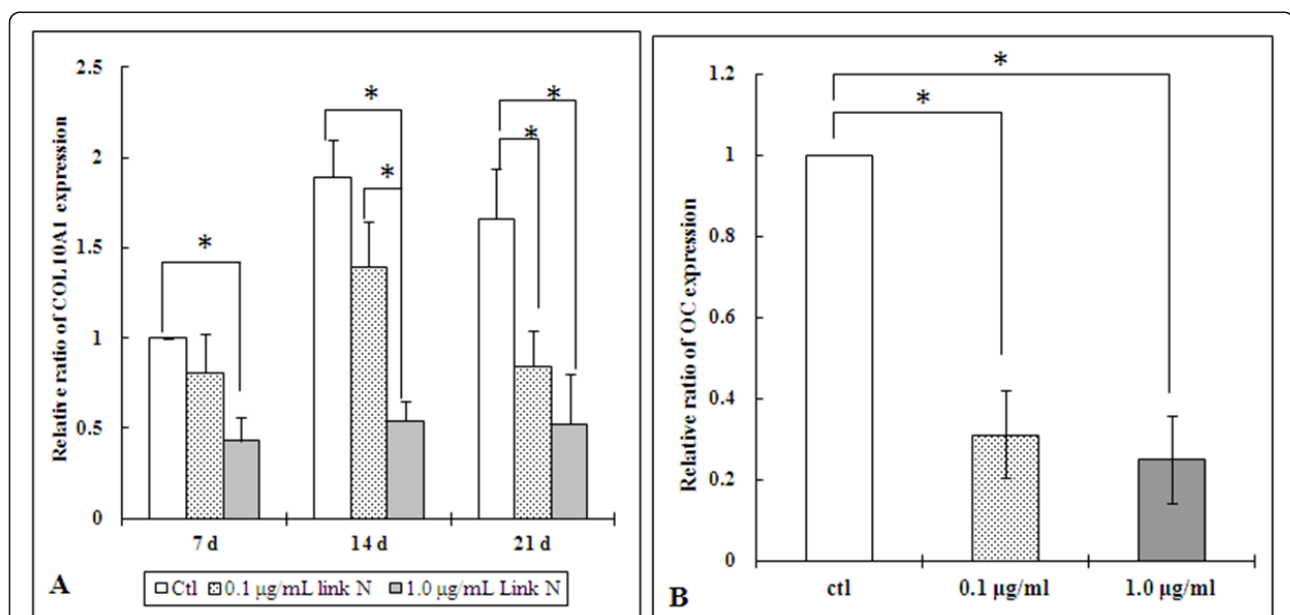 Relative ratio of COL10A1 expression
2.5
2
1.5
1
0.5
0
*
*
*
*
*
7 d
14 d
21 d
Ctl
0.1 µg/mL link N
1.0 µg/mL Link N
A
Relative ratio of OC expression
1.2
1
0.8
0.6
0.4
0.2
0
*
*
ctl
0.1 µg/ml
1.0 µg/ml
B